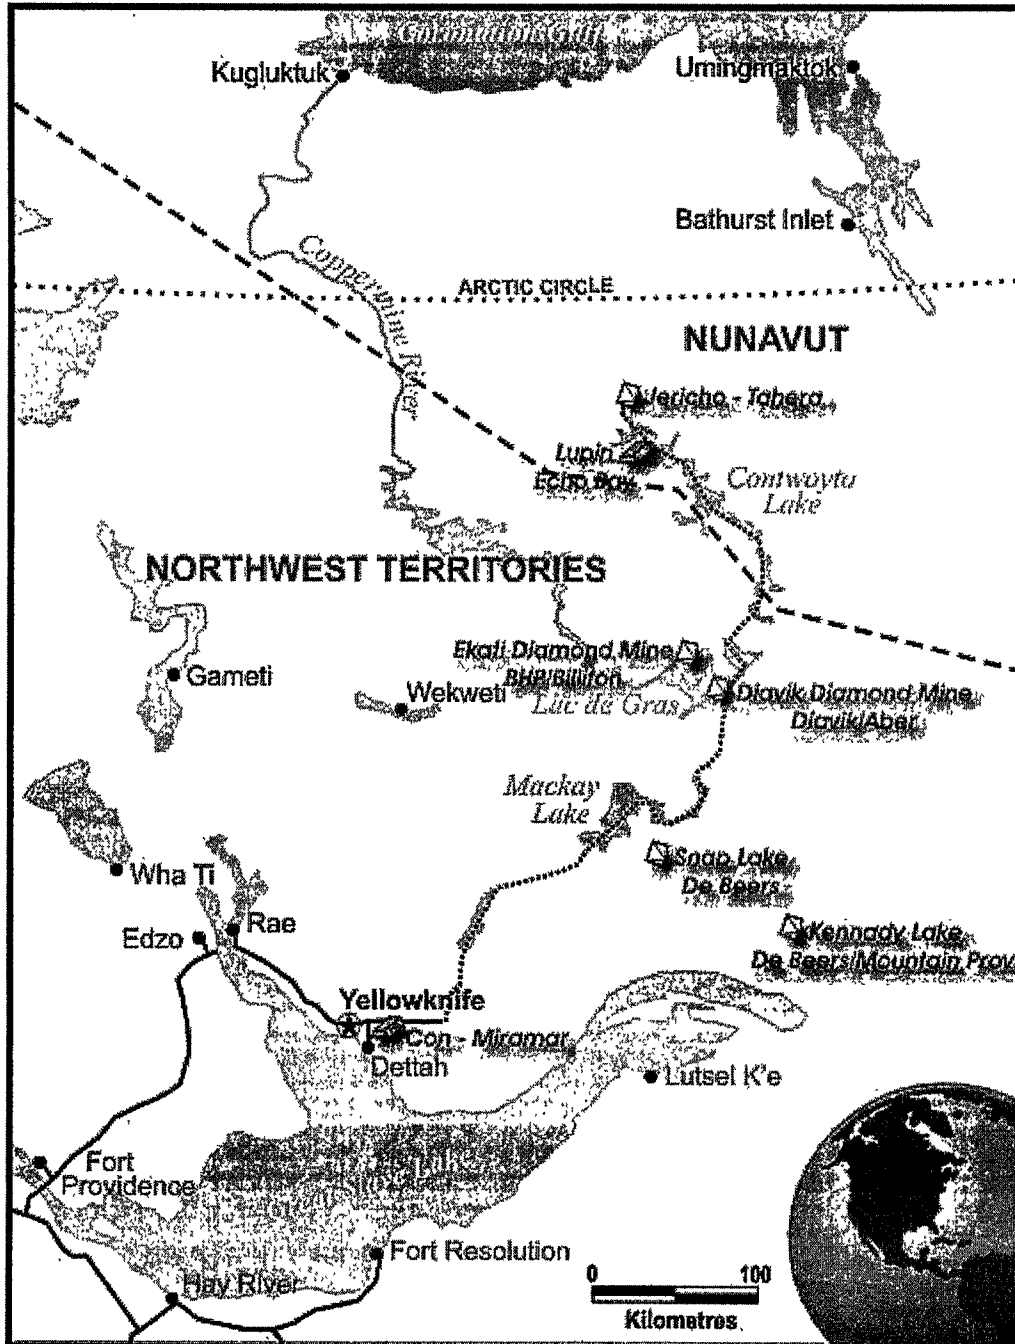 Coronation Gulf
Kugluktuk
Umingmaktok
Bathurst Inlet
Coppermine River
ARCTIC CIRCLE
NUNAVUT
Jericho - Tahera
Lupin
Echo Bay
Contwoyto
Lake
NORTHWEST TERRITORIES
Ekati Diamond Mine
BHP/Billiton
Gameti
Wekweti
Lac de Gras
Diavik Diamond Mine
Diavik/Aber
Mackay
Lake
Snap Lake
De Beers
Wha Ti
Rae
Edzo
Kennady Lake
De Beers/Mountain Prov
Yellowknife
Con - Miramar
Dettah
Lutsel K'e
Fort
Providence
Fort Resolution
Hay River
0 100
Kilometres